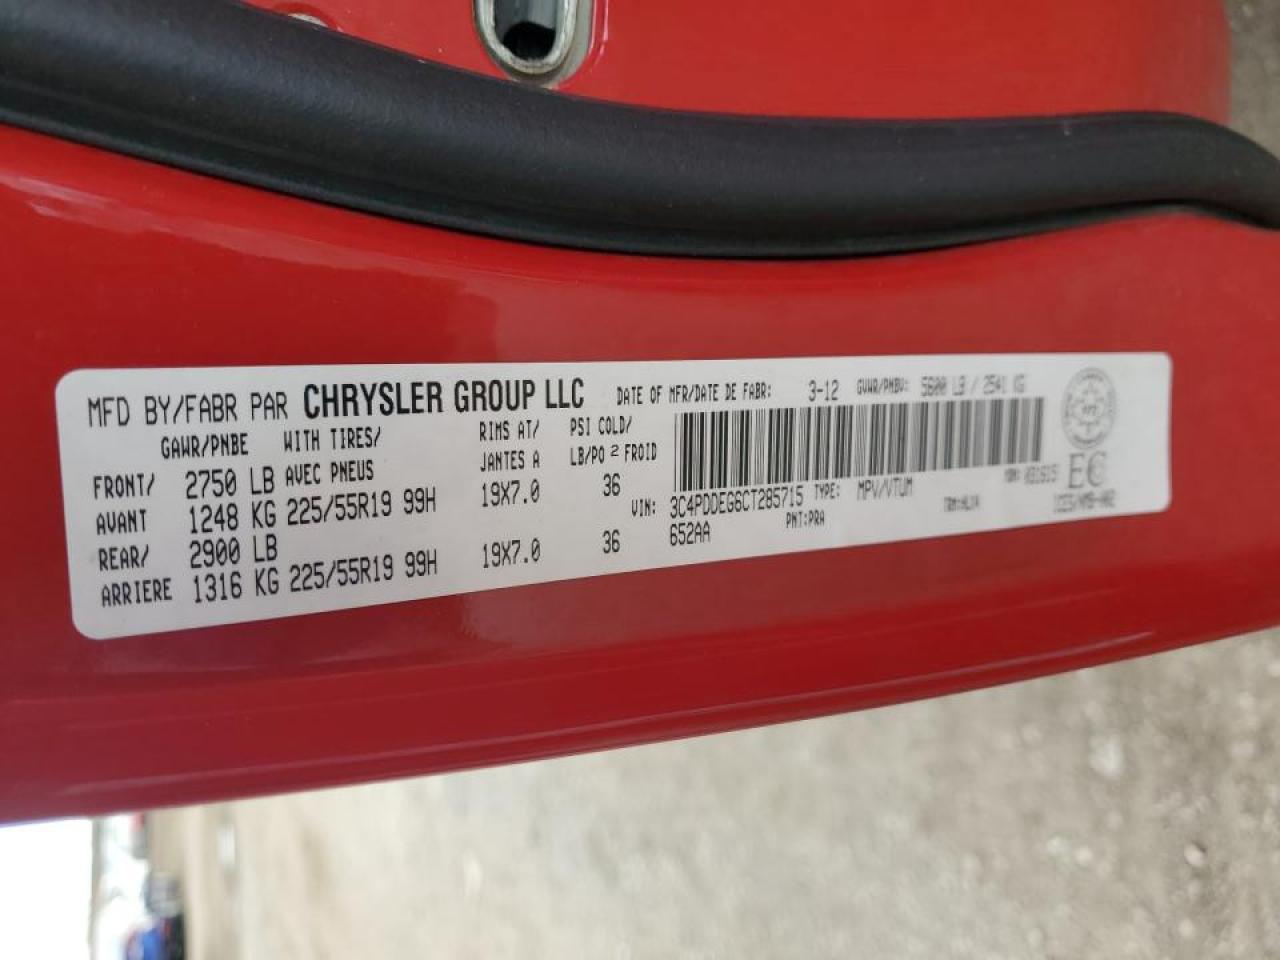 MFD BY/FABR PAR CHRYSLER GROUP LLC DATE OF MFR/DATE DE FABR: 3-12 GVWR/PNBV: 5600 LB / 2541 KG
GAWR/PNBE WITH TIRES/ RIMS AT/ PSI COLD/
AVEC PNEUS JANTES A LB/PO 2 FROID
FRONT/ 2750 LB
AVANT 1248 KG 225/55R19 99H 19X7.0 36
REAR/ 2900 LB
ARRIERE 1316 KG 225/55R19 99H 19X7.0 36
VIN: 3C4PDDEG6CT285715 TYPE: MPV/VTUM
652AA PNT:PRA
EC